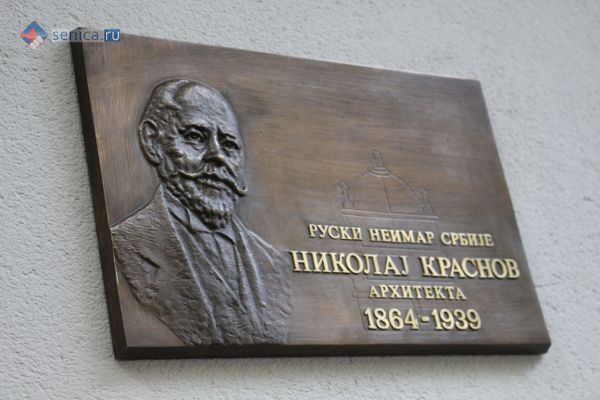 senica.ru
РУСКИ НЕИМАР СРБИЈЕ
НИКОЛАЈ КРАСНОВ
АРХИТЕКТА
1864-1939